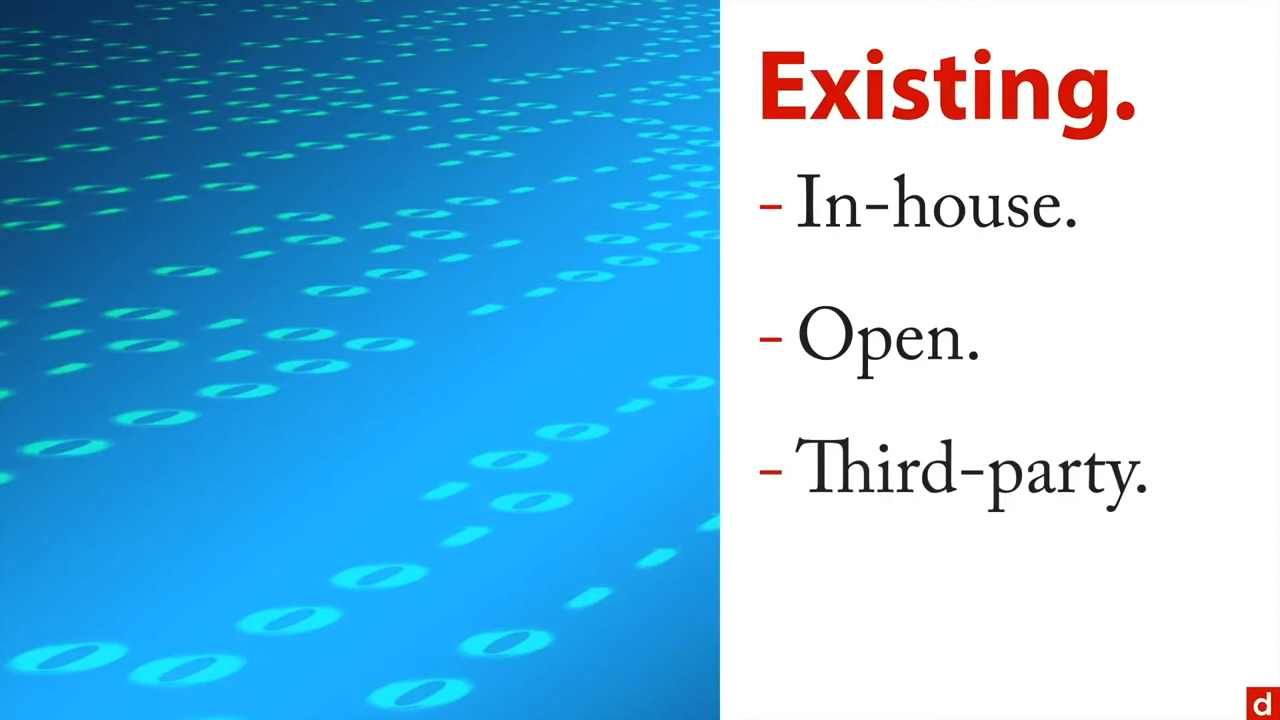 Existing.
- In-house.
- Open.
- Third-party.
d